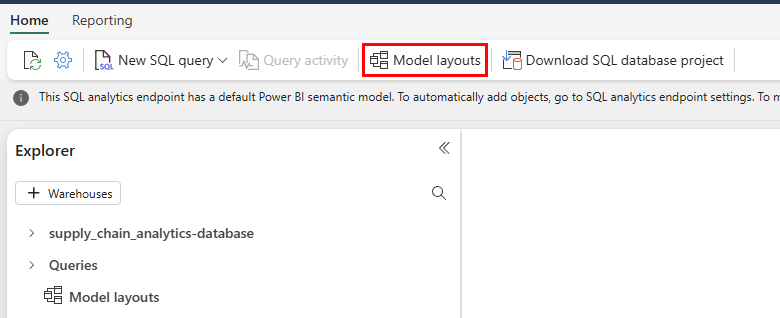 Home Reporting
SQL New SQL query Query activity Model layouts Download SQL database project
This SQL analytics endpoint has a default Power BI semantic model. To automatically add objects, go to SQL analytics endpoint settings. To m
Explorer
+ Warehouses
supply_chain_analytics-database
Queries
Model layouts